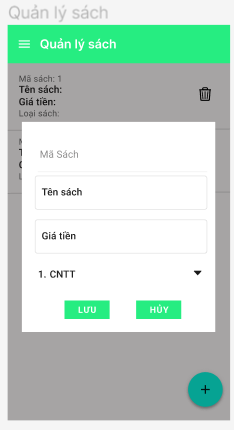 Quản lý sách
Quản lý sách
Mã sách: 1
Tên sách:
Giá tiền:
Loại sách:
Mã Sách
Tên sách
Giá tiền
1. CNTT
LƯU
HỦY
+